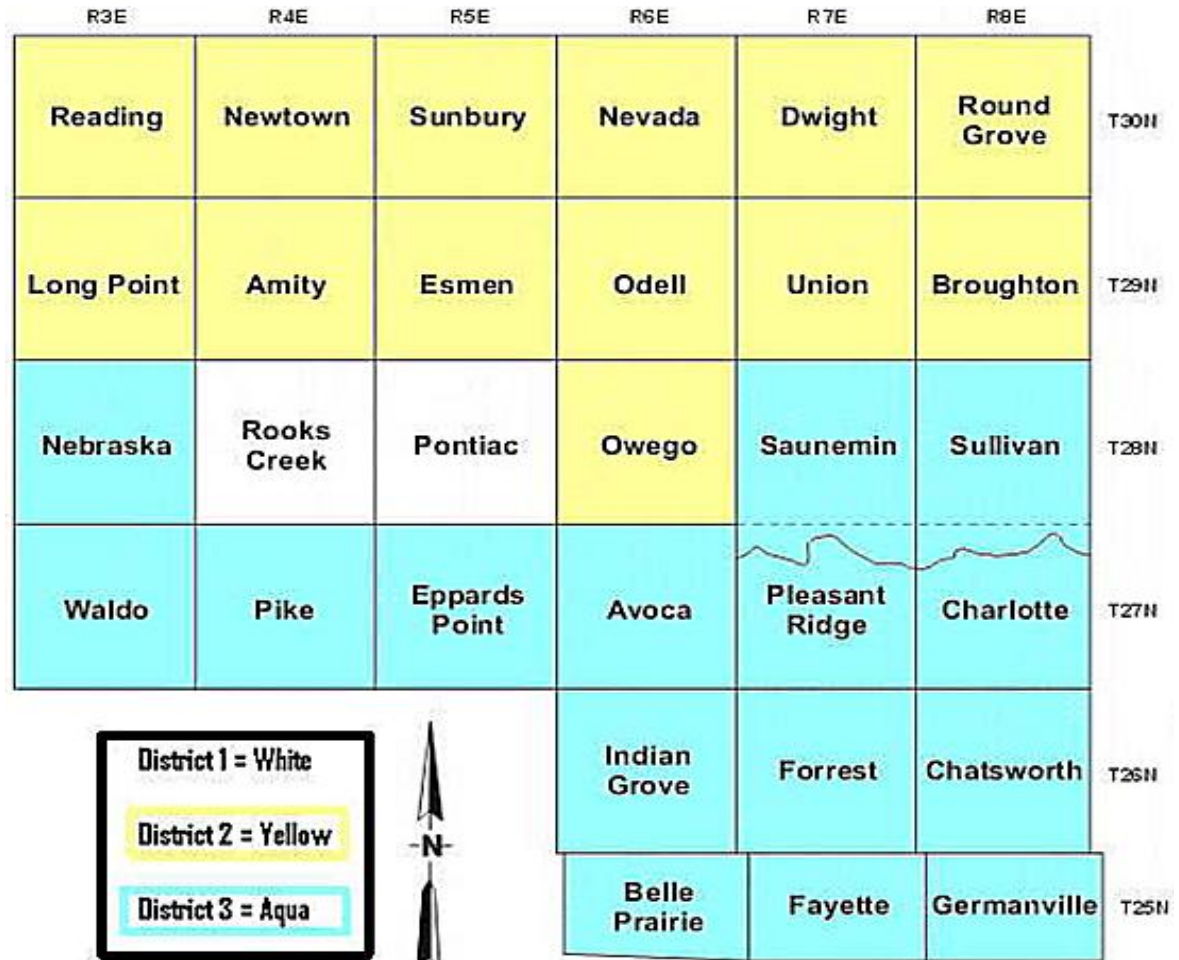 R3E R4E R5E R6E R7E R8E
Reading Newtown Sunbury Nevada Dwight Round Grove T30N
Long Point Amity Esmen Odell Union Broughton T29N
Nebraska Rooks Creek Pontiac Owego Saunemin Sullivan T28N
Waldo Pike Eppards Point Avoca Pleasant Ridge Charlotte T27N
Indian Grove Forrest Chatsworth T26N
Belle Prairie Fayette Germanville T25N
District 1 = White
District 2 = Yellow
District 3 = Aqua
N